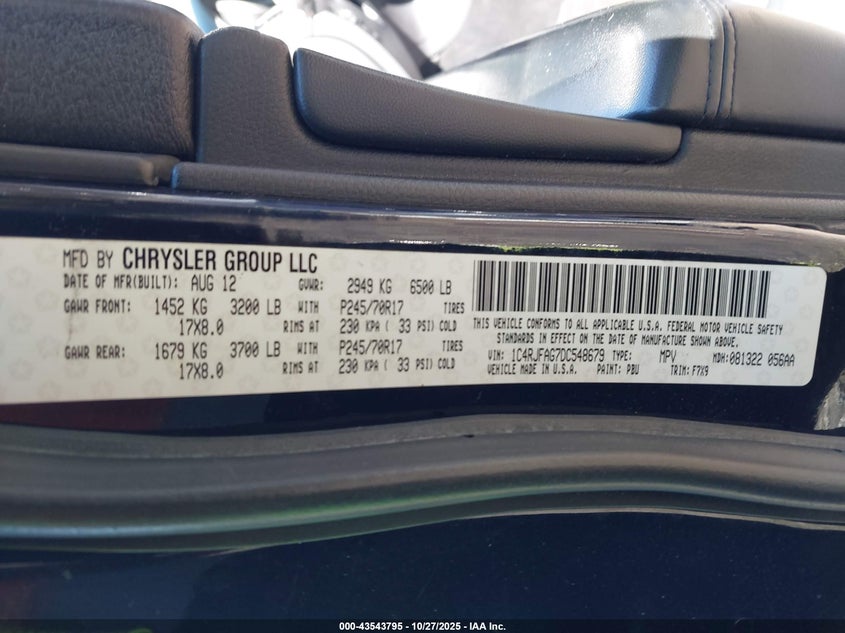 MFD BY CHRYSLER GROUP LLC
DATE OF MFR(BUILT): AUG 12 GVWR: 2949 KG 6500 LB
GAWR FRONT: 1452 KG 3200 LB WITH P245/70R17 TIRES
17X8.0 RIMS AT 230 KPA ( 33 PSI) COLD
GAWR REAR: 1679 KG 3700 LB WITH P245/70R17 TIRES
17X8.0 RIMS AT 230 KPA ( 33 PSI) COLD
THIS VEHICLE CONFORMS TO ALL APPLICABLE U.S.A. FEDERAL MOTOR VEHICLE SAFETY
STANDARDS IN EFFECT ON THE DATE OF MANUFACTURE SHOWN ABOVE.
VIN: 1C4RJFAG7DC548679 TYPE: MPV MDH: 081322 056AA
VEHICLE MADE IN U.S.A. PAINT: PBU TRIM: F7X9
000-43543795 - 10/27/2025 - IAA Inc.